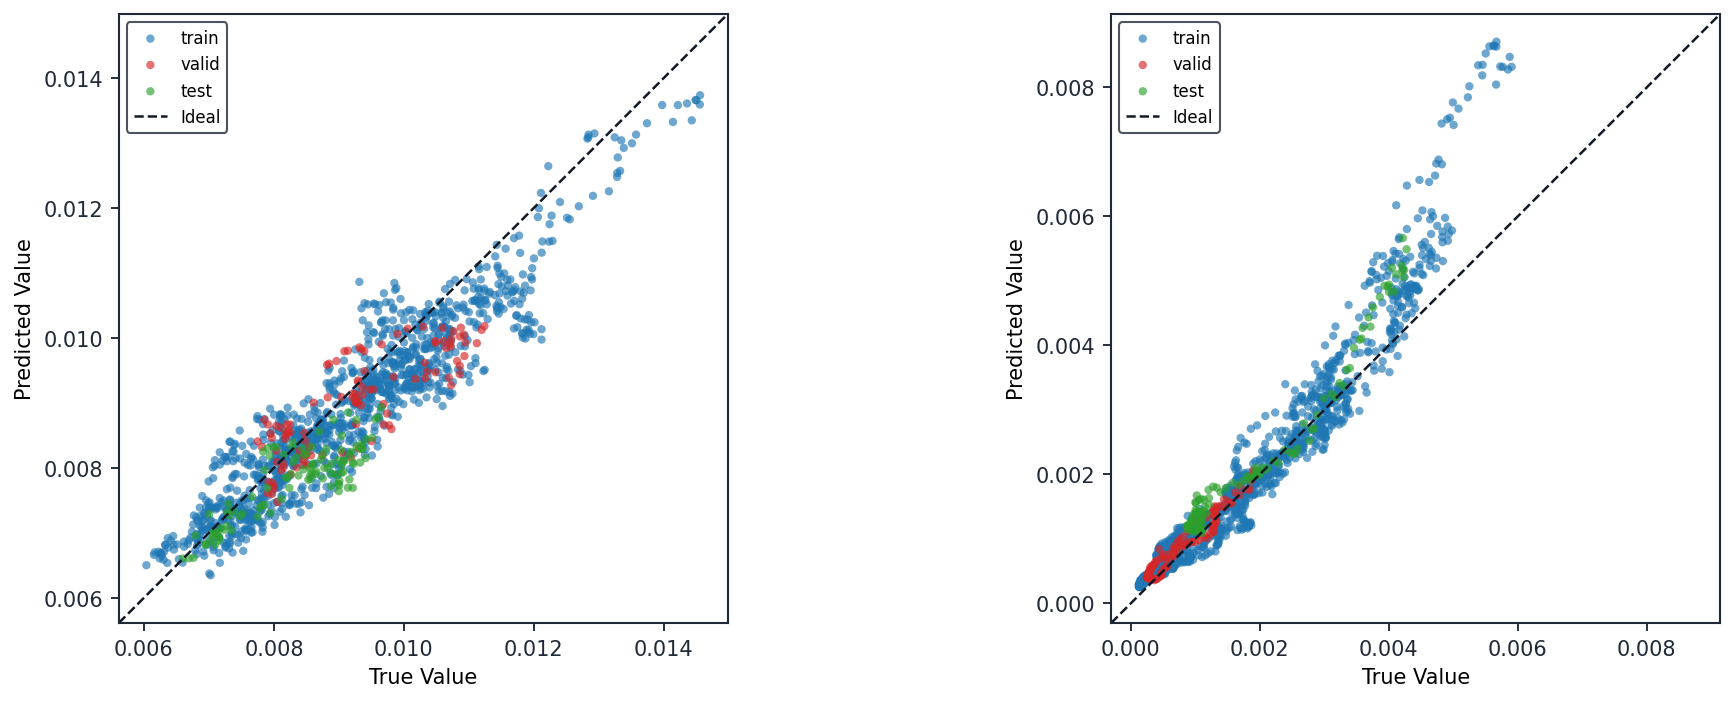 train
valid
test
Ideal
0.014
0.012
0.010
0.008
0.006
Predicted Value
0.006 0.008 0.010 0.012 0.014
True Value
train
valid
test
Ideal
0.008
0.006
0.004
0.002
0.000
Predicted Value
0.000 0.002 0.004 0.006 0.008
True Value